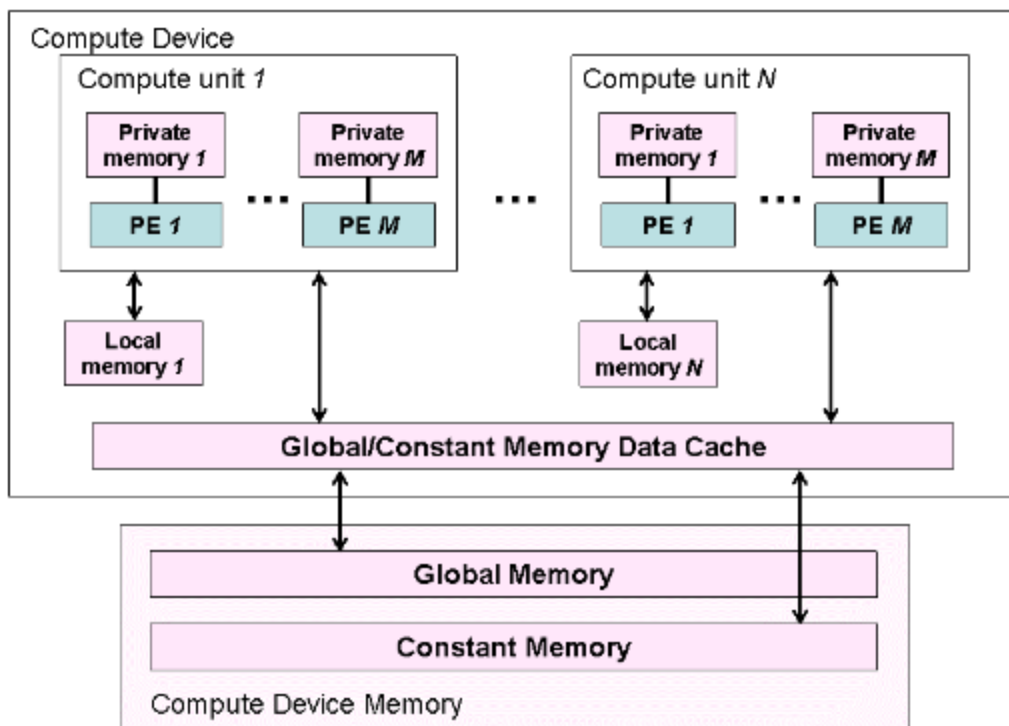 Compute Device
Compute unit 1
Compute unit N
Private
memory 1
Private
memory M
Private
memory 1
Private
memory M
...
...
...
PE 1
PE M
PE 1
PE M
Local
memory 1
Local
memory N
Global/Constant Memory Data Cache
Global Memory
Constant Memory
Compute Device Memory